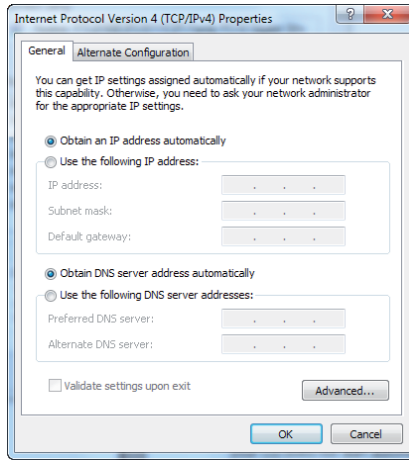 Internet Protocol Version 4 (TCP/IPv4) Properties
General
Alternate Configuration
You can get IP settings assigned automatically if your network supports
this capability. Otherwise, you need to ask your network administrator
for the appropriate IP settings.
Obtain an IP address automatically
Use the following IP address:
IP address:
Subnet mask:
Default gateway:
Obtain DNS server address automatically
Use the following DNS server addresses:
Preferred DNS server:
Alternate DNS server:
Validate settings upon exit
Advanced...
OK
Cancel